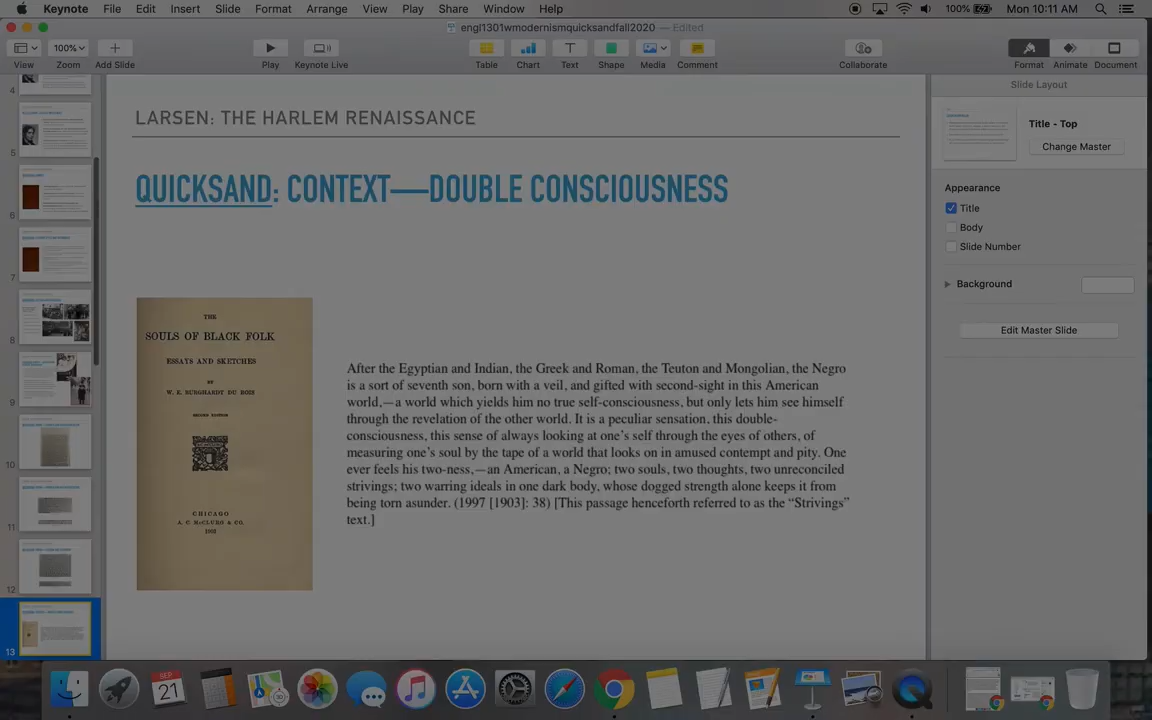 Keynote File Edit Insert Slide Format Arrange View Play Share Window Help
100% Mon 10:11 AM
engl1301wmodernismquicksandfall2020 — Edited
100%
View Zoom Add Slide Play Keynote Live Table Chart Text Shape Media Comment Collaborate Format Animate Document
4
5
6
7
8
9
10
11
12
13
LARSEN: THE HARLEM RENAISSANCE
QUICKSAND: CONTEXT—DOUBLE CONSCIOUSNESS
THE
SOULS OF BLACK FOLK
ESSAYS AND SKETCHES
BY
W. E. BURGHARDT DU BOIS
SECOND EDITION
CHICAGO
A. C. McCLURG & CO.
After the Egyptian and Indian, the Greek and Roman, the Teuton and Mongolian, the Negro
is a sort of seventh son, born with a veil, and gifted with second-sight in this American
world,—a world which yields him no true self-consciousness, but only lets him see himself
through the revelation of the other world. It is a peculiar sensation, this double-
consciousness, this sense of always looking at one's self through the eyes of others, of
measuring one's soul by the tape of a world that looks on in amused contempt and pity. One
ever feels his two-ness,—an American, a Negro; two souls, two thoughts, two unreconciled
strivings; two warring ideals in one dark body, whose dogged strength alone keeps it from
being torn asunder. (1997 [1903]: 38) [This passage henceforth referred to as the “Strivings”
text.]
Slide Layout
Title - Top
Change Master
Appearance
Title
Body
Slide Number
Background
Edit Master Slide
SEP
21